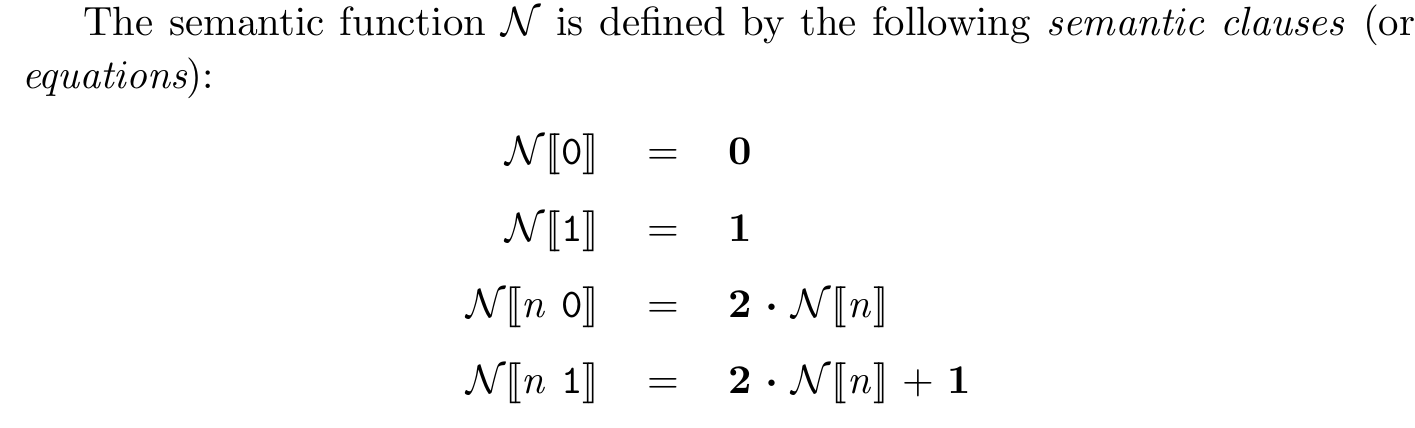 The semantic function 𝒩 is defined by the following semantic clauses (or
equations):
𝒩⟦0⟧ = 0
𝒩⟦1⟧ = 1
𝒩⟦n 0⟧ = 2 · 𝒩⟦n⟧
𝒩⟦n 1⟧ = 2 · 𝒩⟦n⟧ + 1